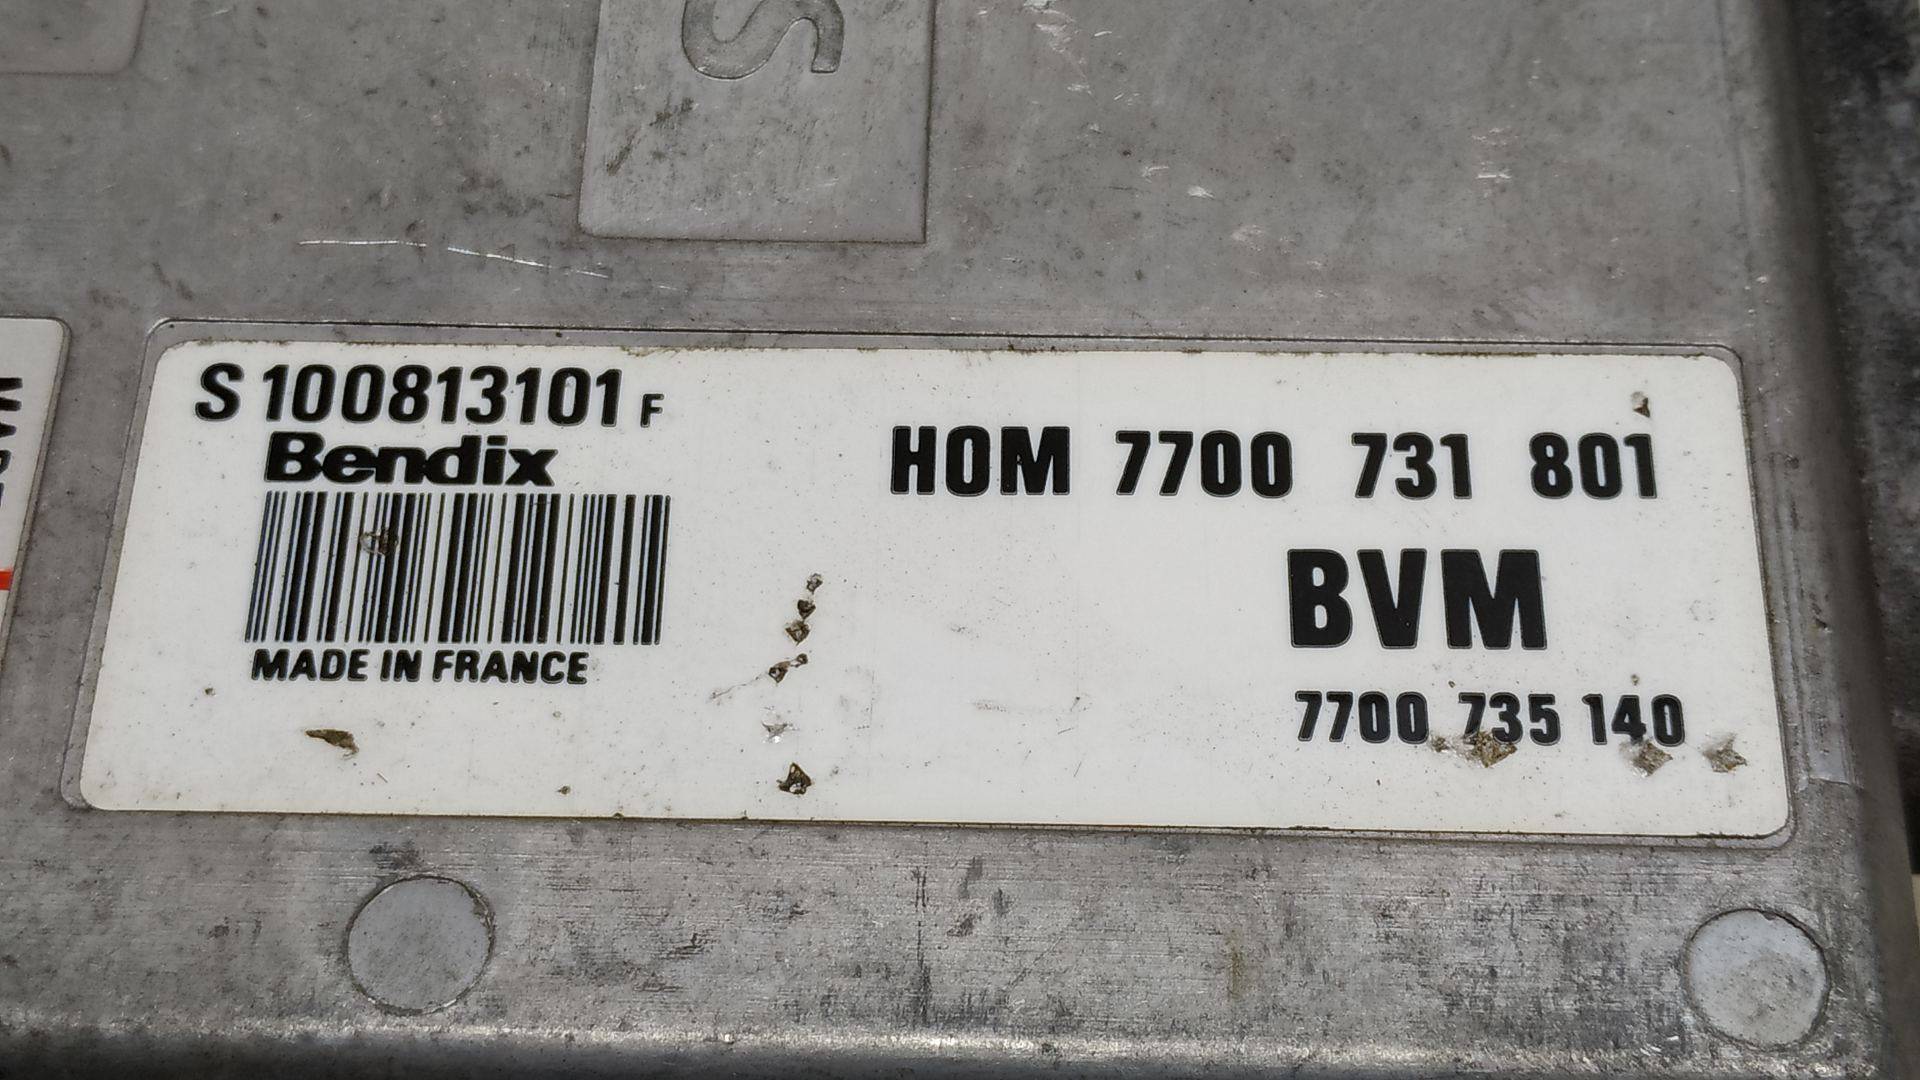 S
S 100813101 F
Bendix
MADE IN FRANCE
HOM 7700 731 801
BVM
7700 735 140